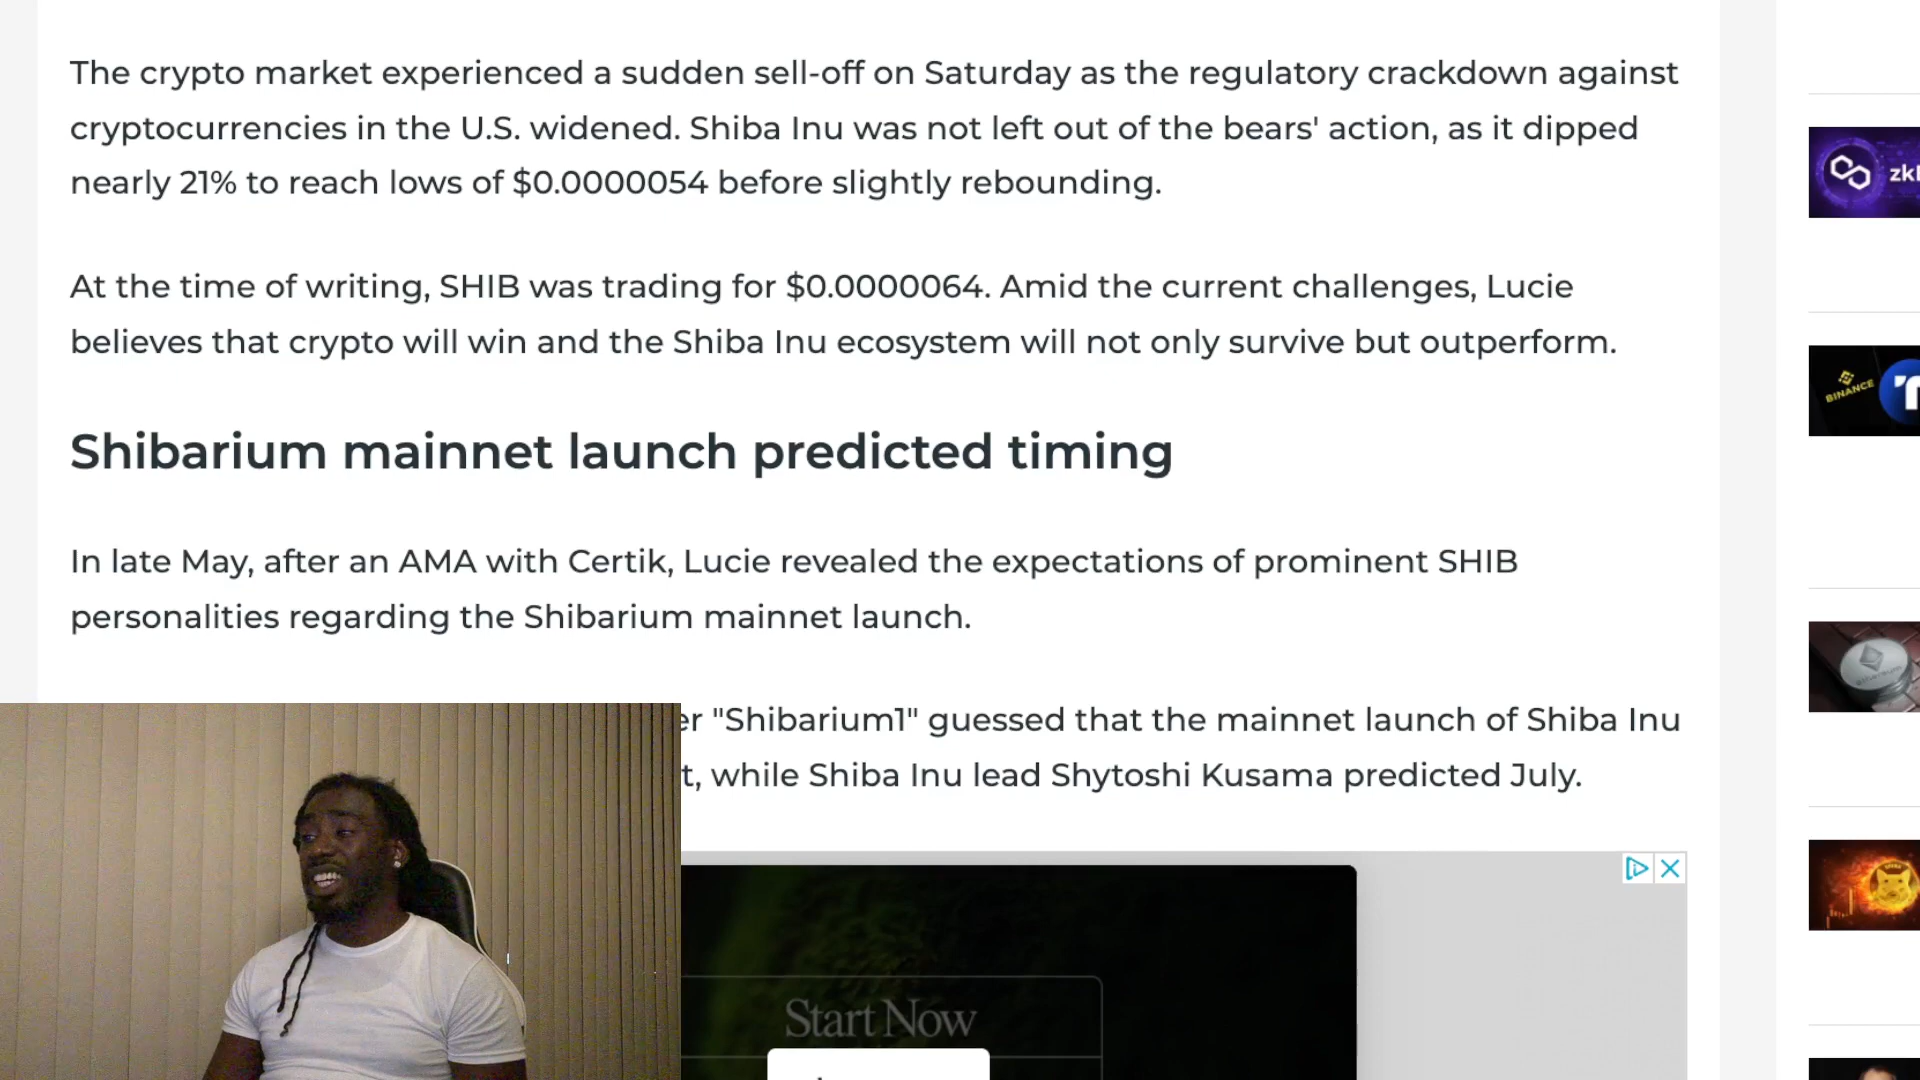 The crypto market experienced a sudden sell-off on Saturday as the regulatory crackdown against
cryptocurrencies in the U.S. widened. Shiba Inu was not left out of the bears' action, as it dipped
nearly 21% to reach lows of $0.0000054 before slightly rebounding.
At the time of writing, SHIB was trading for $0.0000064. Amid the current challenges, Lucie
believes that crypto will win and the Shiba Inu ecosystem will not only survive but outperform.
Shibarium mainnet launch predicted timing
In late May, after an AMA with Certik, Lucie revealed the expectations of prominent SHIB
personalities regarding the Shibarium mainnet launch.
"Shibarium1" guessed that the mainnet launch of Shiba Inu
while Shiba Inu lead Shytoshi Kusama predicted July.
Start Now
BINANCE